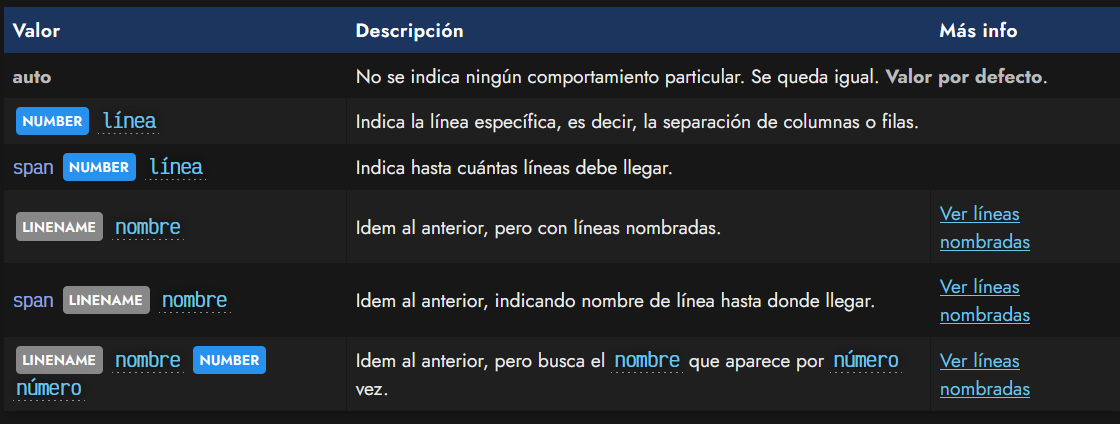 Valor Descripción Más info
auto No se indica ningún comportamiento particular. Se queda igual. Valor por defecto.
NUMBER línea Indica la línea específica, es decir, la separación de columnas o filas.
span NUMBER línea Indica hasta cuántas líneas debe llegar.
LINENAME nombre Idem al anterior, pero con líneas nombradas. Ver líneas
nombradas
span LINENAME nombre Idem al anterior, indicando nombre de línea hasta donde llegar. Ver líneas
nombradas
LINENAME nombre NUMBER Idem al anterior, pero busca el nombre que aparece por número Ver líneas
número vez. nombradas